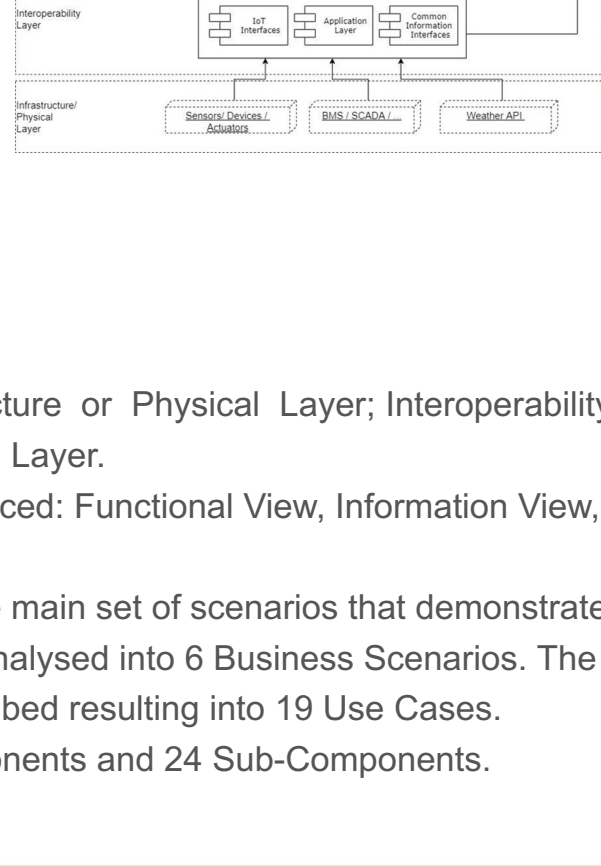 Interoperability
Layer
IoT
Interfaces
Application
Layer
Common
Information
Interfaces
Infrastructure/
Physical
Layer
Sensors/ Devices /
Actuators
BMS / SCADA / ...
Weather API
cture or Physical Layer; Interoperability
Layer.
ced: Functional View, Information View,
main set of scenarios that demonstrate
nalysed into 6 Business Scenarios. The
bed resulting into 19 Use Cases.
onents and 24 Sub-Components.